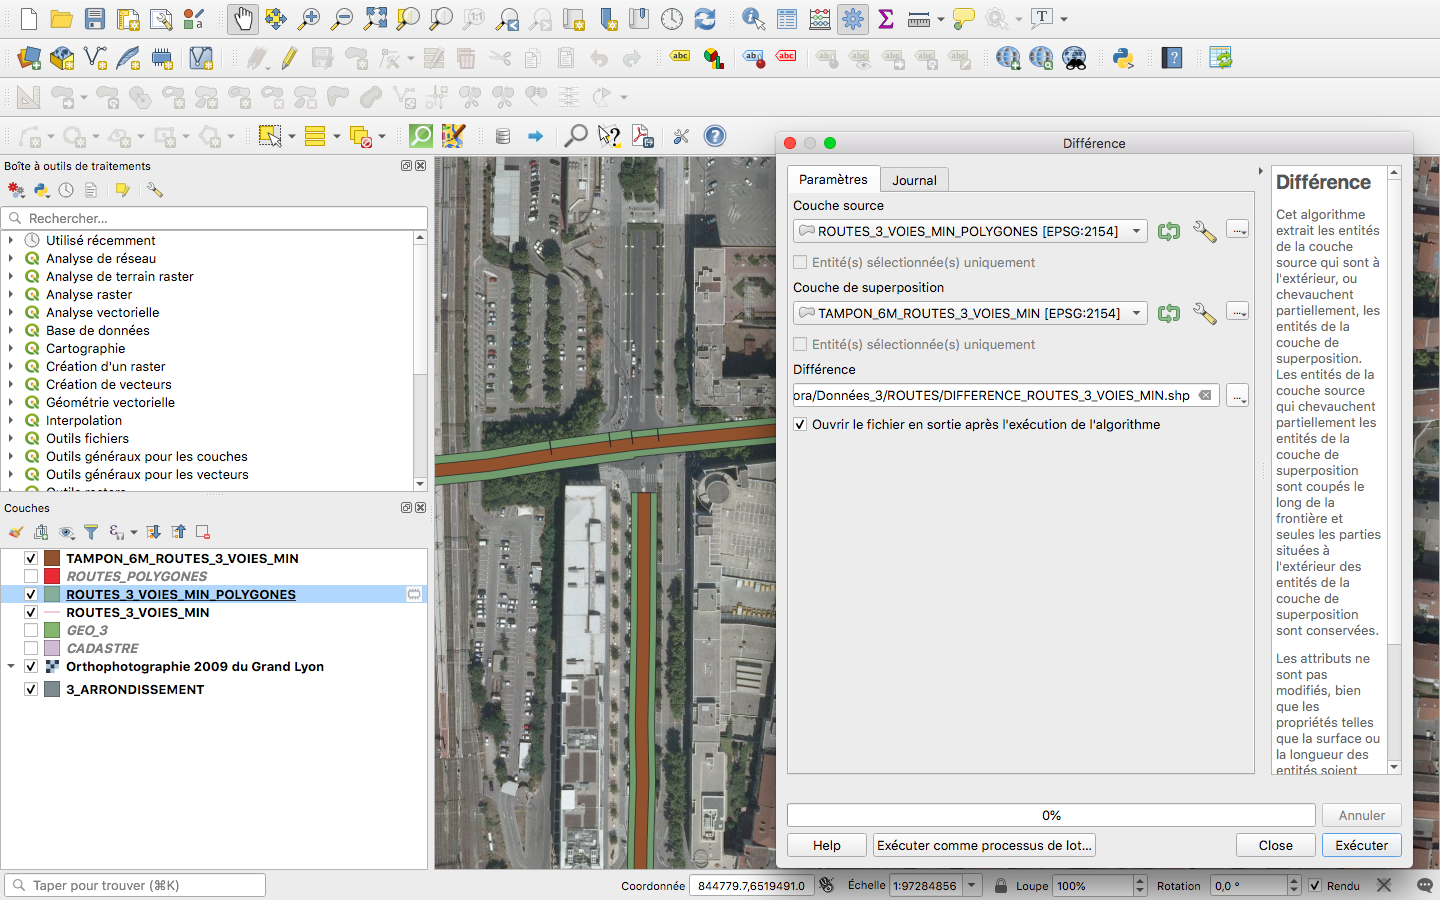 Différence
Boîte à outils de traitements
Rechercher...
Utilisé récemment
Analyse de réseau
Analyse de terrain raster
Analyse raster
Analyse vectorielle
Base de données
Cartographie
Création d'un raster
Création de vecteurs
Géométrie vectorielle
Interpolation
Outils fichiers
Outils généraux pour les couches
Outils généraux pour les vecteurs
Couches
TAMPON_6M_ROUTES_3_VOIES_MIN
ROUTES_POLYGONES
ROUTES_3_VOIES_MIN_POLYGONES
ROUTES_3_VOIES_MIN
GEO_3
CADASTRE
Orthophotographie 2009 du Grand Lyon
3_ARRONDISSEMENT
Paramètres
Journal
Couche source
ROUTES_3_VOIES_MIN_POLYGONES [EPSG:2154]
Entité(s) sélectionnée(s) uniquement
Couche de superposition
TAMPON_6M_ROUTES_3_VOIES_MIN [EPSG:2154]
Entité(s) sélectionnée(s) uniquement
Différence
ora/Données_3/ROUTES/DIFFERENCE_ROUTES_3_VOIES_MIN.shp
Ouvrir le fichier en sortie après l'exécution de l'algorithme
Différence
Cet algorithme
extrait les entités
de la couche
source qui sont à
l'extérieur, ou
chevauchent
partiellement, les
entités de la
couche de
superposition.
Les entités de la
couche source
qui chevauchent
partiellement les
entités de la
couche de
superposition
sont coupés le
long de la
frontière et
seules les parties
situées à
l'extérieur des
entités de la
couche de
superposition
sont conservées.
Les attributs ne
sont pas
modifiés, bien
que les
propriétés telles
que la surface ou
la longueur des
entités soient
0%
Annuler
Help
Exécuter comme processus de lot...
Close
Exécuter
Taper pour trouver (⌘K)
Coordonnée
844779.7,6519491.0
Échelle
1:97284856
Loupe
100%
Rotation
0,0 °
Rendu